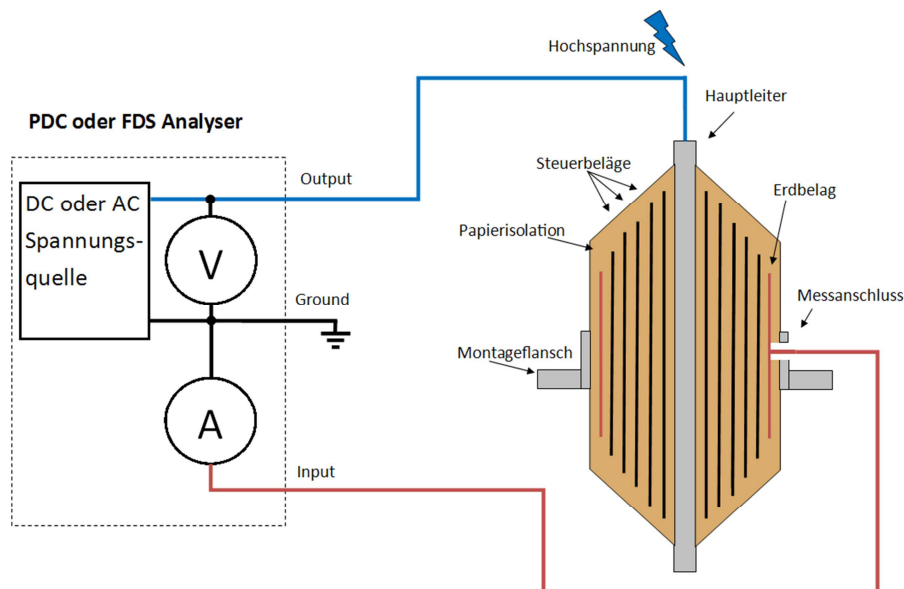 Hochspannung
Hauptleiter
PDC oder FDS Analyser
Steuerbeläge
Output
Erdbelag
DC oder AC
Spannungs-
quelle
V
Papierisolation
Ground
Messanschluss
Montageflansch
A
Input